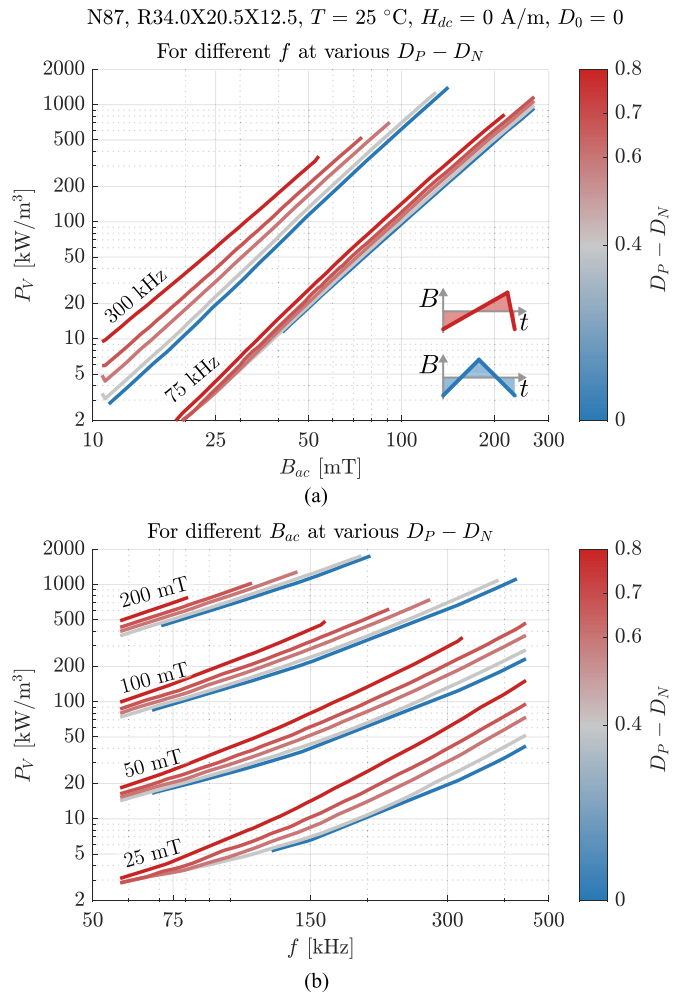 N87, R34.0X20.5X12.5, T = 25 °C, H_dc = 0 A/m, D_0 = 0
For different f at various D_P − D_N
2000
1000
500
200
100
50
20
10
5
2
P_V [kW/m³]
300 kHz
75 kHz
B
t
B
t
10
25
50
100
200
300
B_ac [mT]
0.8
0.7
0.6
0.4
0
D_P − D_N
(a)
For different B_ac at various D_P − D_N
2000
1000
500
200
100
50
20
10
5
2
P_V [kW/m³]
200 mT
100 mT
50 mT
25 mT
50
75
150
300
500
f [kHz]
0.8
0.7
0.6
0.4
0
D_P − D_N
(b)